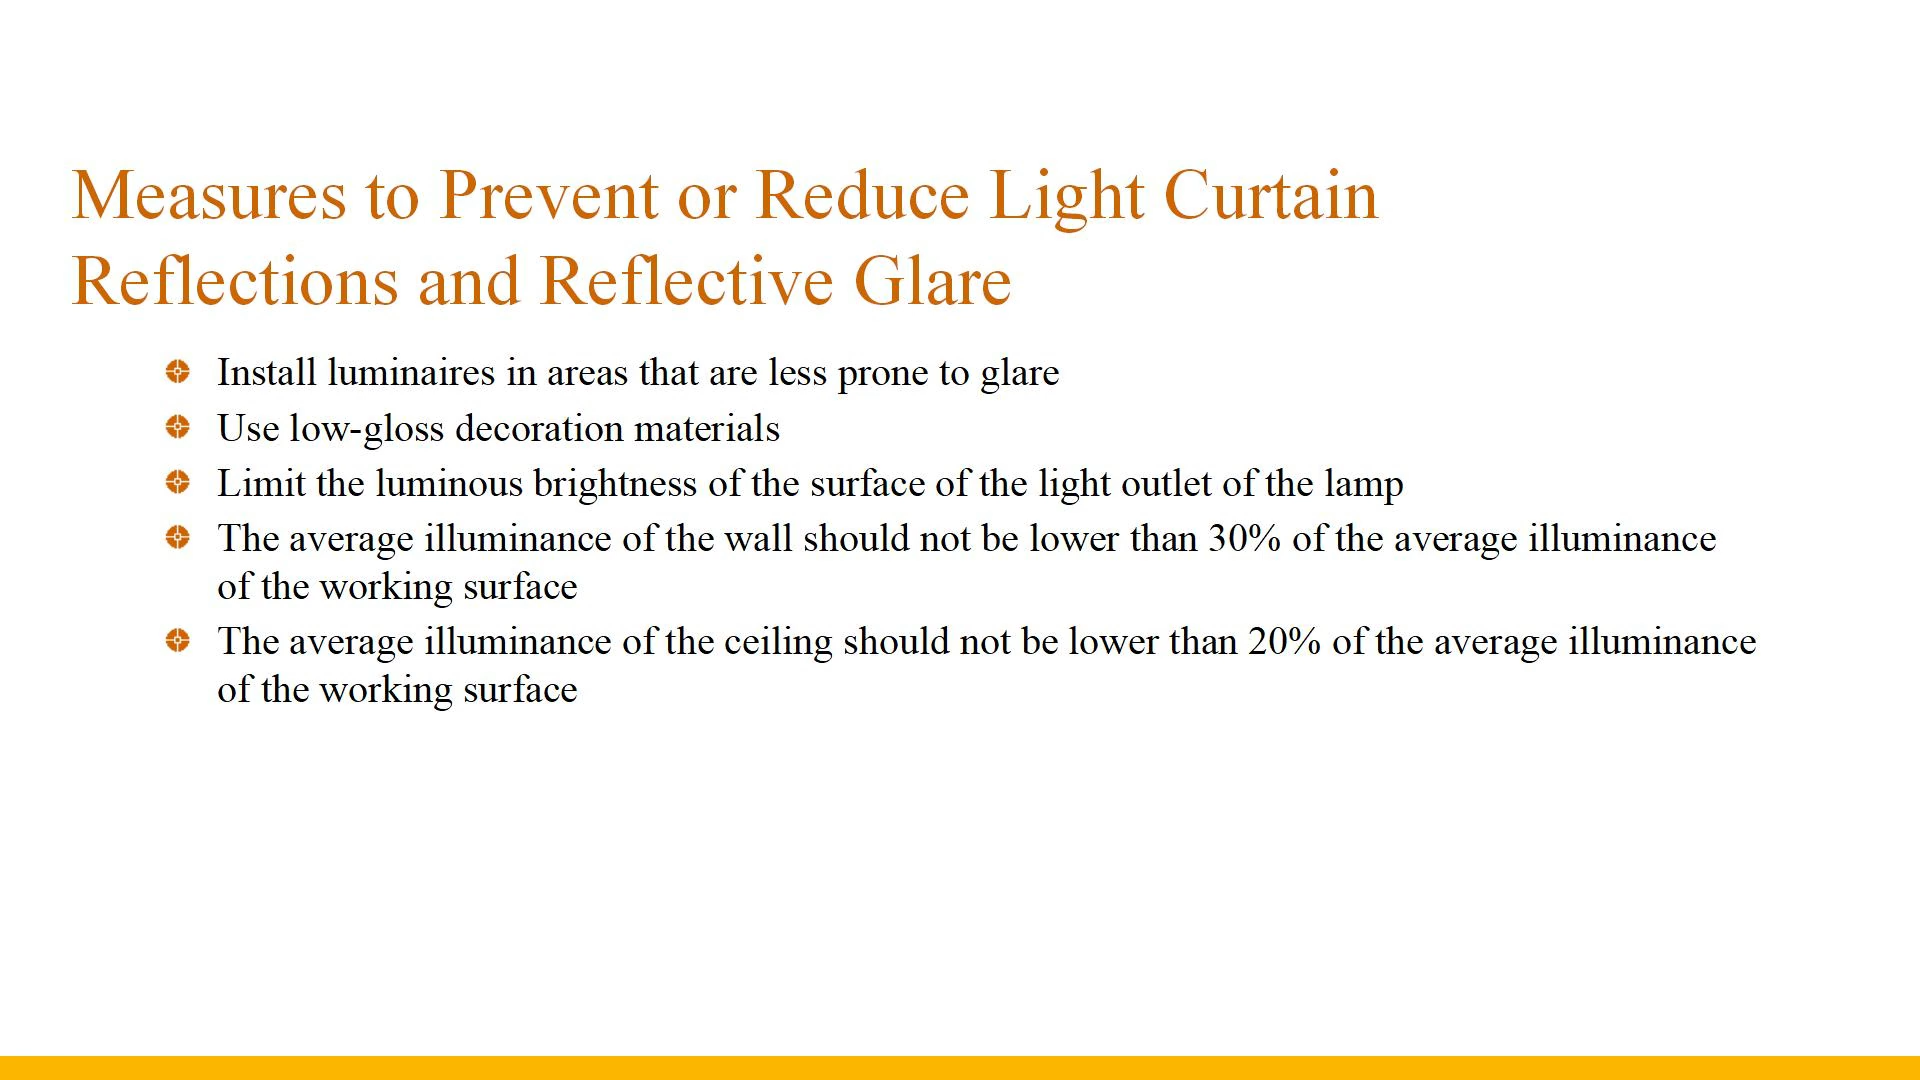 Measures to Prevent or Reduce Light Curtain
Reflections and Reflective Glare
Install luminaires in areas that are less prone to glare
Use low-gloss decoration materials
Limit the luminous brightness of the surface of the light outlet of the lamp
The average illuminance of the wall should not be lower than 30% of the average illuminance
of the working surface
The average illuminance of the ceiling should not be lower than 20% of the average illuminance
of the working surface